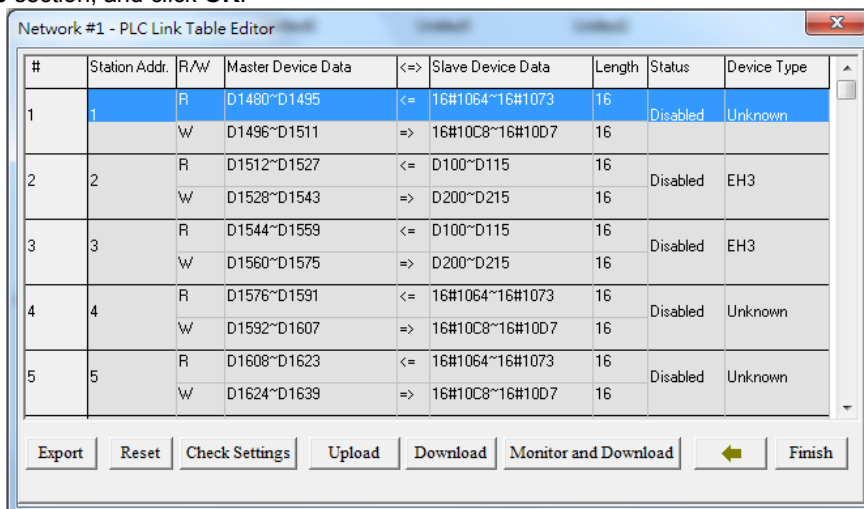 section, and click OK.
Network #1 - PLC Link Table Editor
# Station Addr. R/W Master Device Data <=> Slave Device Data Length Status Device Type
1 1 R D1480~D1495 <= 16#1064~16#1073 16 Disabled Unknown
W D1496~D1511 => 16#10C8~16#10D7 16
2 2 R D1512~D1527 <= D100~D115 16 Disabled EH3
W D1528~D1543 => D200~D215 16
3 3 R D1544~D1559 <= D100~D115 16 Disabled EH3
W D1560~D1575 => D200~D215 16
4 4 R D1576~D1591 <= 16#1064~16#1073 16 Disabled Unknown
W D1592~D1607 => 16#10C8~16#10D7 16
5 5 R D1608~D1623 <= 16#1064~16#1073 16 Disabled Unknown
W D1624~D1639 => 16#10C8~16#10D7 16
Export Reset Check Settings Upload Download Monitor and Download Finish